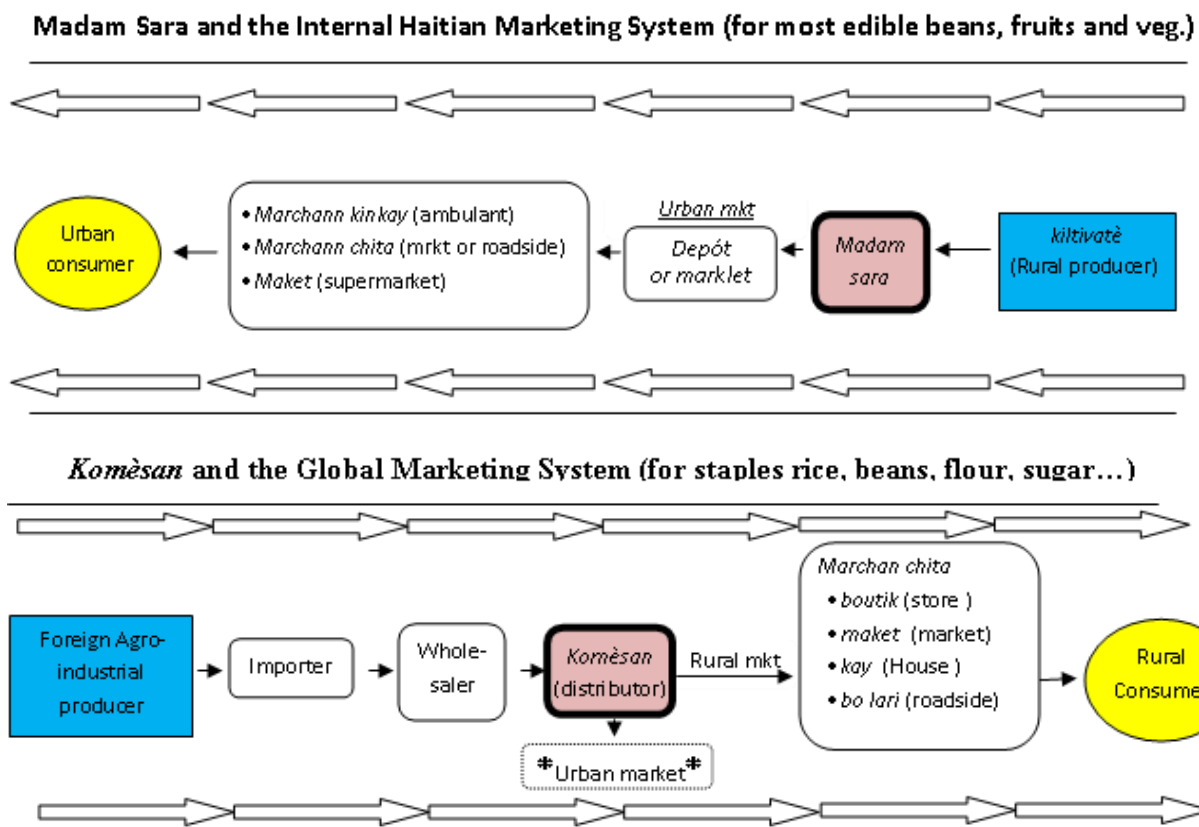 Madam Sara and the Internal Haitian Marketing System (for most edible beans, fruits and veg.)
Urban
consumer
• Marchann kinkay (ambulant)
• Marchann chita (mrkt or roadside)
• Maket (supermarket)
Urban mkt
Depót
or marklet
Madam
sara
kiltivatè
(Rural producer)
Komèsan and the Global Marketing System (for staples rice, beans, flour, sugar…)
Foreign Agro-
industrial
producer
Importer
Whole-
saler
Komèsan
(distributor)
Rural mkt
*Urban market*
Marchan chita
• boutik (store )
• maket (market)
• kay (House )
• bo lari (roadside)
Rural
Consume